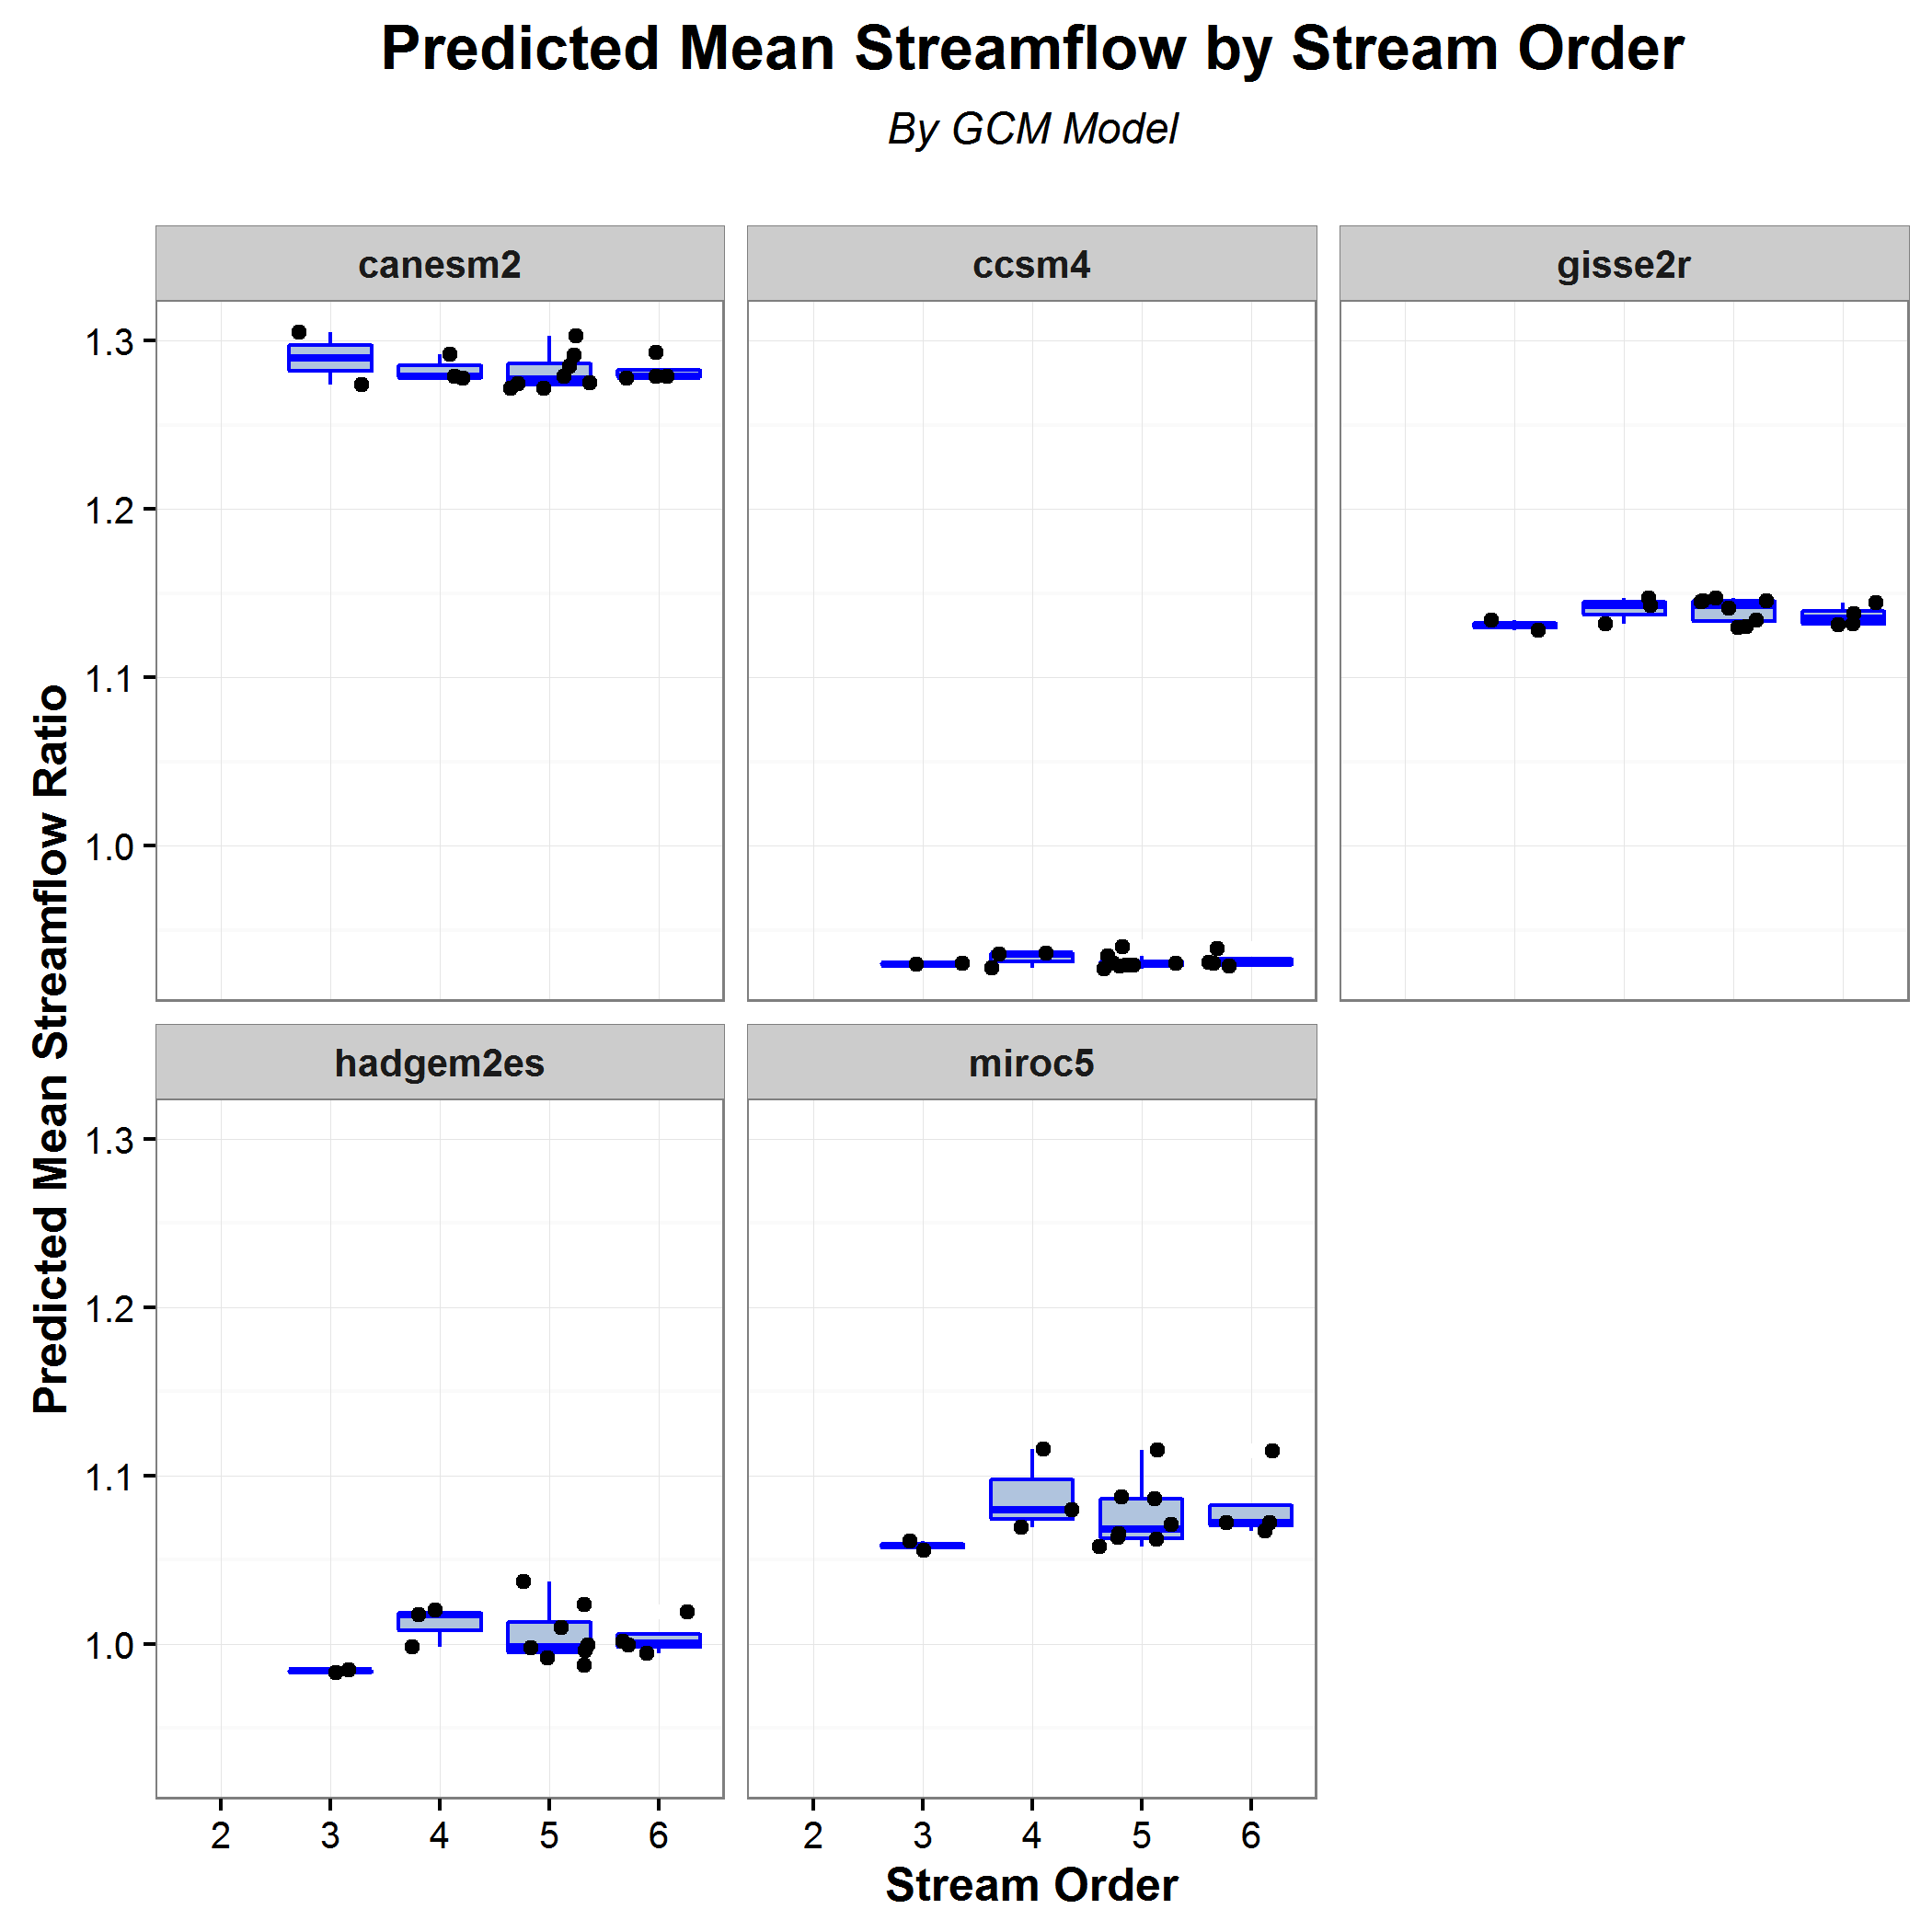 Predicted Mean Streamflow by Stream Order
By GCM Model
canesm2
ccsm4
gisse2r
1.3
1.2
1.1
1.0
Predicted Mean Streamflow Ratio
hadgem2es
miroc5
1.3
1.2
1.1
1.0
2 3 4 5 6
2 3 4 5 6
Stream Order